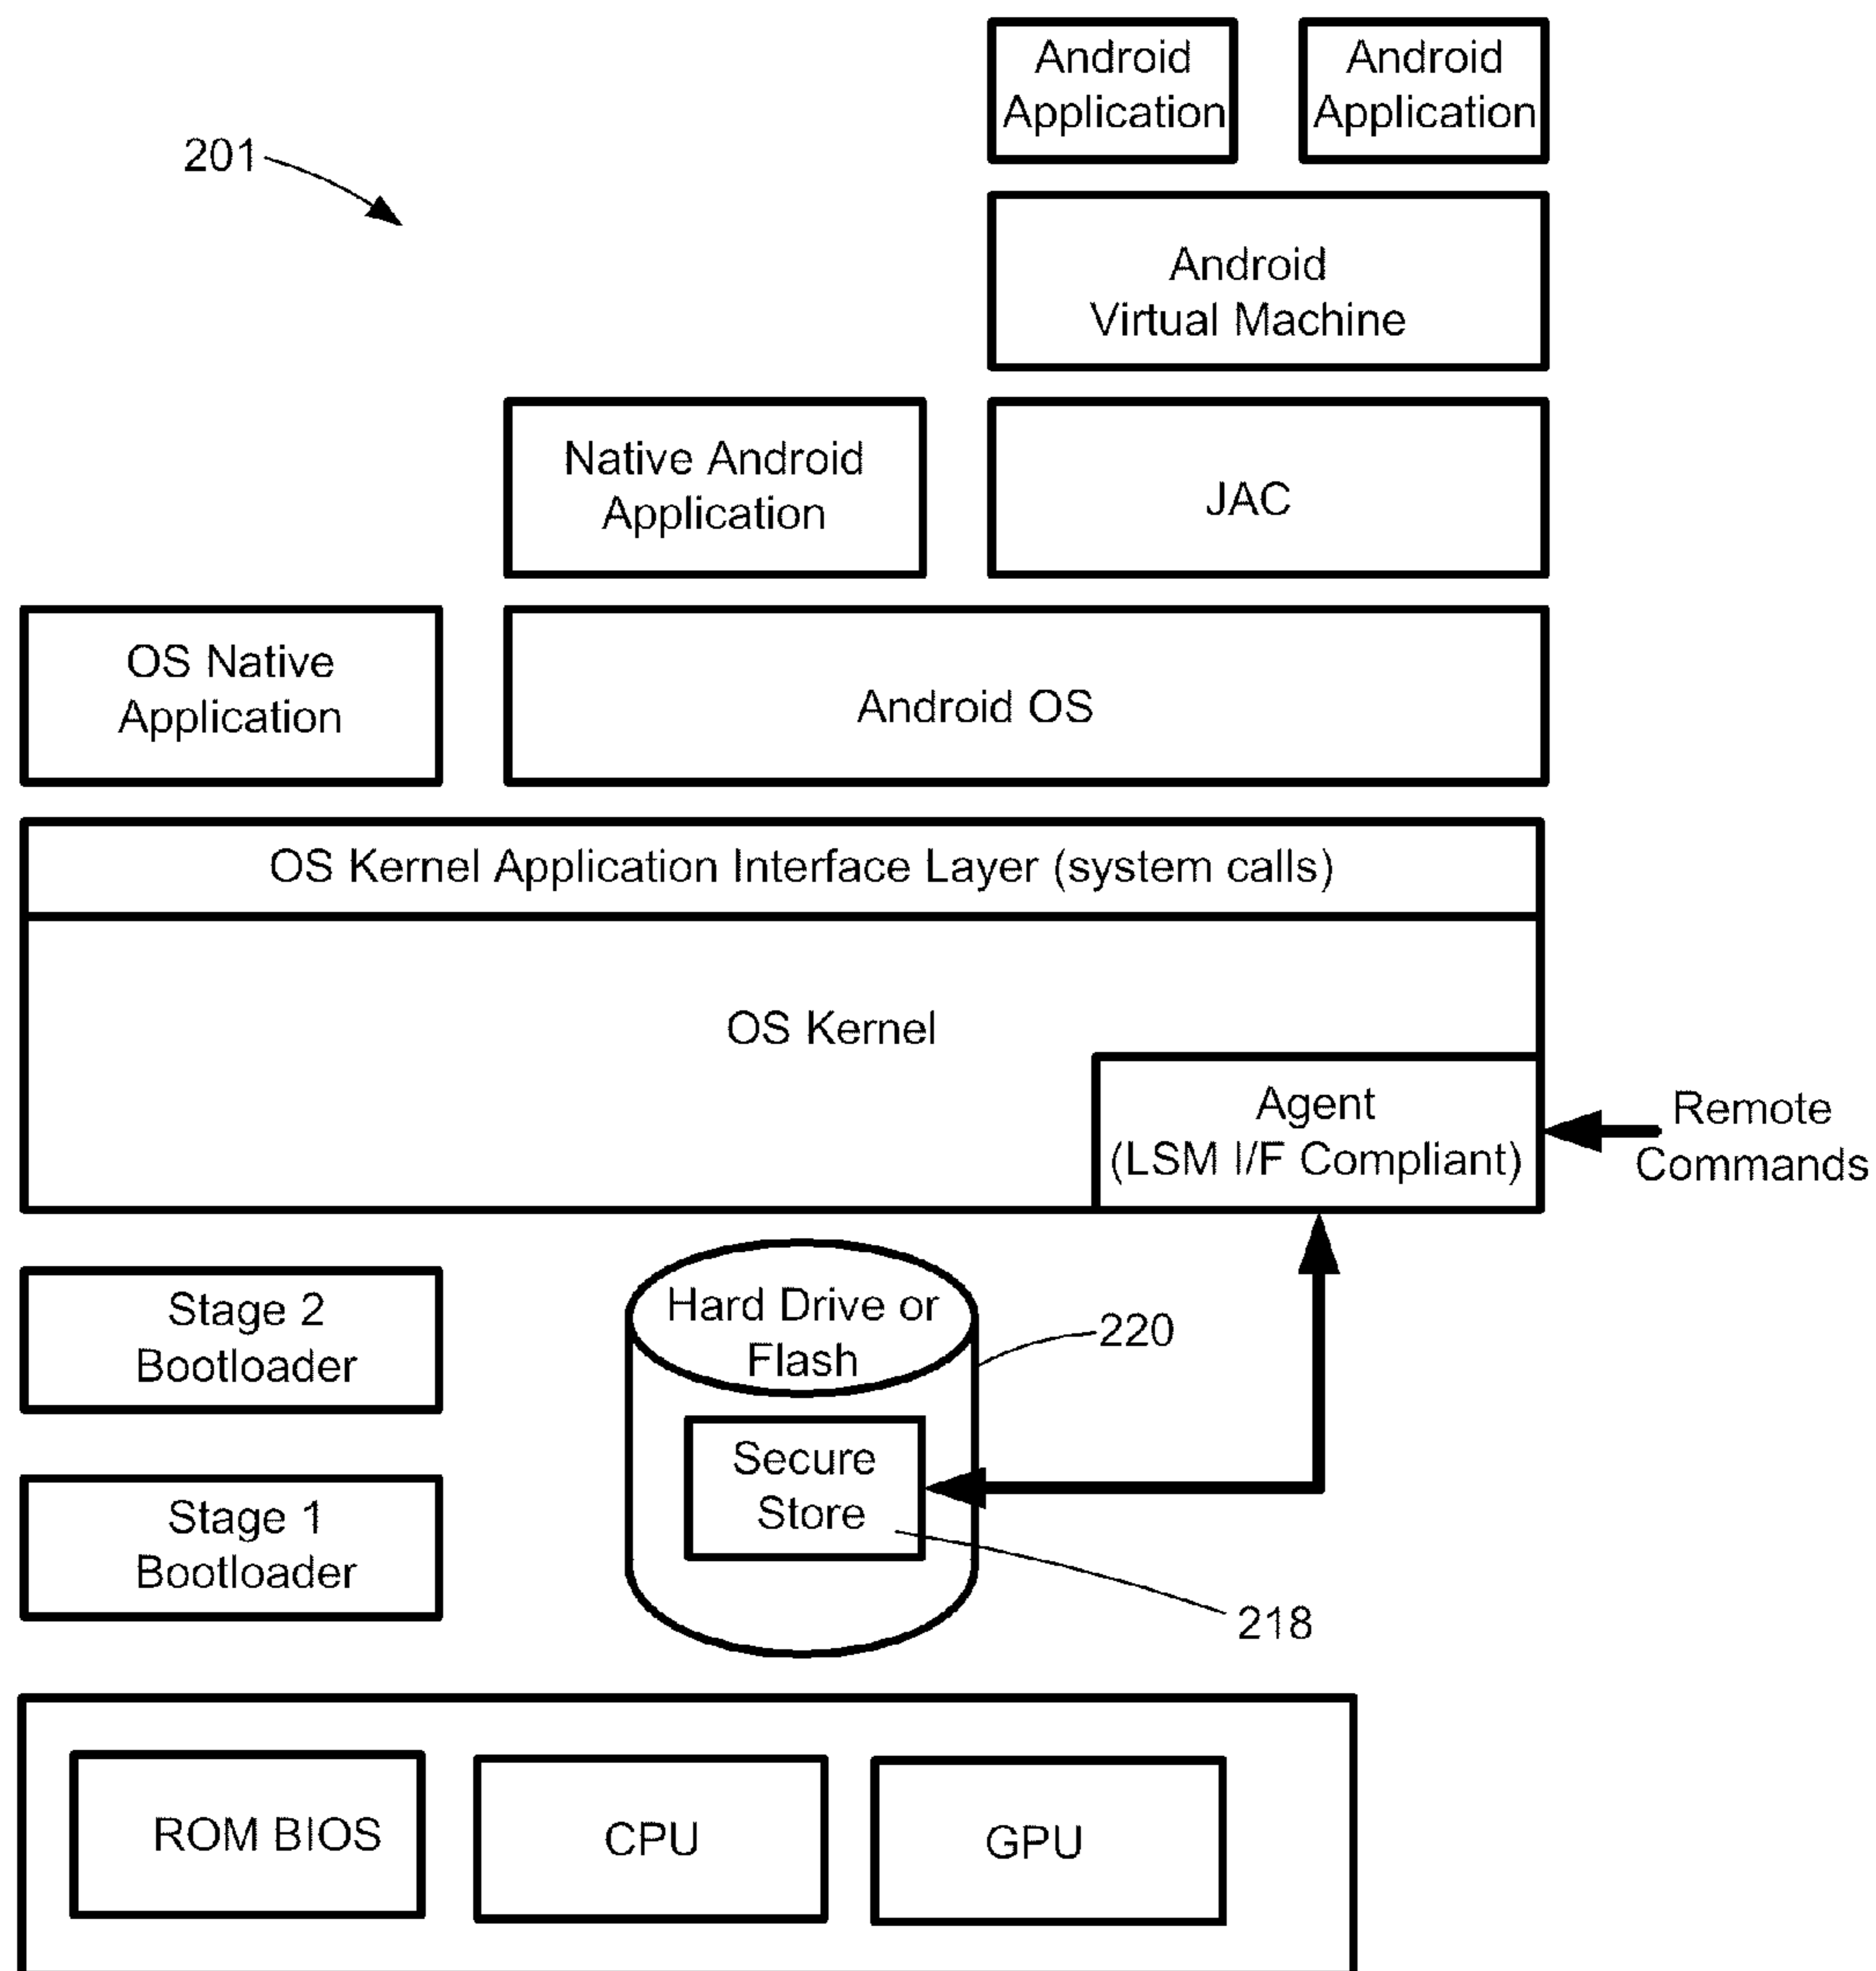 Android
Application
Android
Application
201
Android
Virtual Machine
Native Android
Application
JAC
OS Native
Application
Android OS
OS Kernel Application Interface Layer (system calls)
OS Kernel
Agent
(LSM I/F Compliant)
Remote
Commands
Stage 2
Bootloader
Hard Drive or
Flash
220
Secure
Store
Stage 1
Bootloader
218
ROM BIOS
CPU
GPU